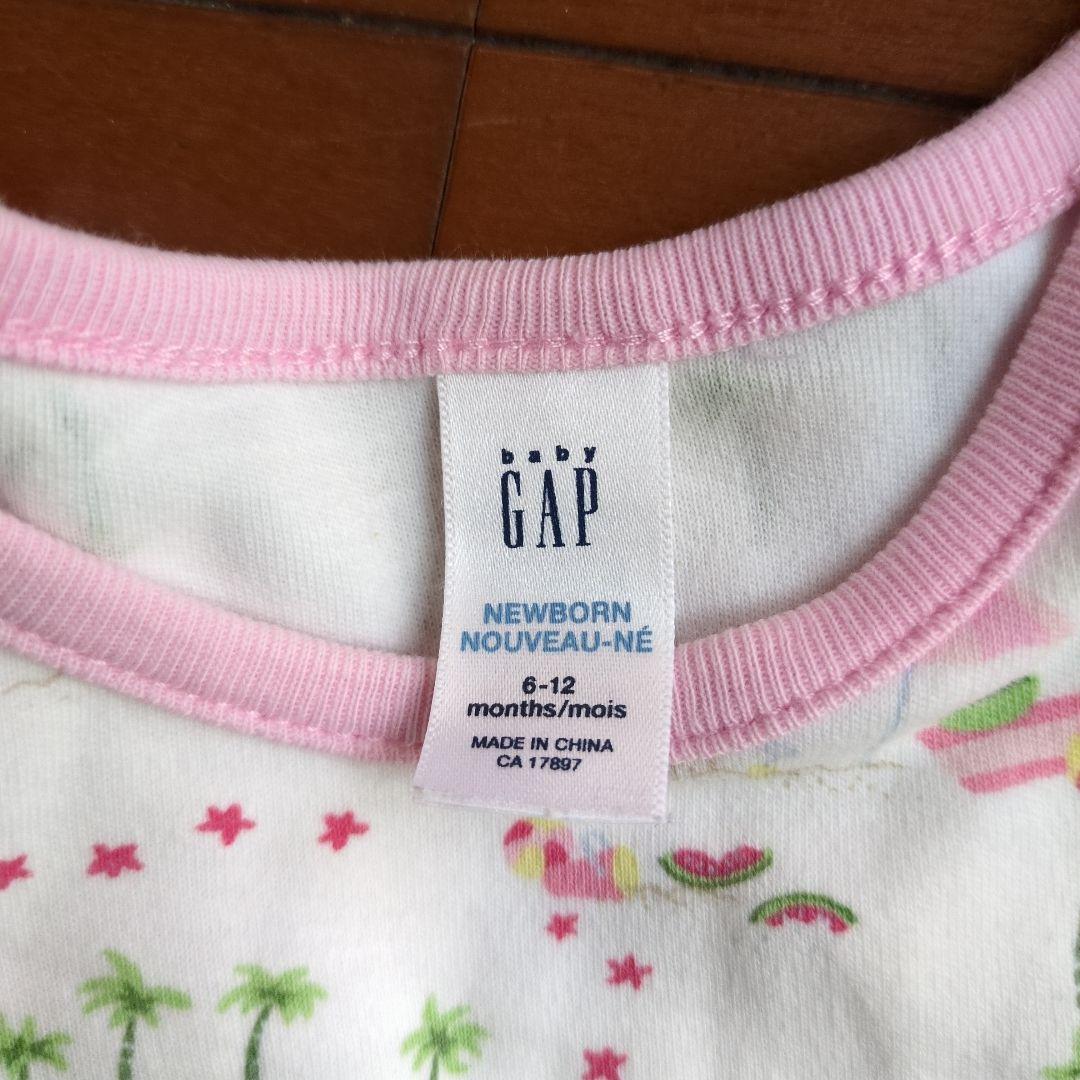 baby
GAP
NEWBORN
NOUVEAU-NÉ
6-12
months/mois
MADE IN CHINA
CA 17897